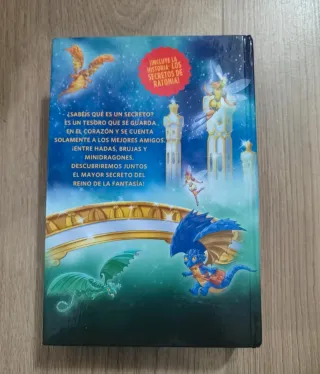 ¡INCLUYE LA
HISTORIA «LOS
SECRETOS DE
RATONIA!
¿SABÉIS QUÉ ES UN SECRETO?
ES UN TESORO QUE SE GUARDA
EN EL CORAZÓN Y SE CUENTA
SOLAMENTE A LOS MEJORES AMIGOS.
¡ENTRE HADAS, BRUJAS Y
MINIDRAGONES,
DESCUBRIREMOS JUNTOS
EL MAYOR SECRETO DEL
REINO DE LA FANTASÍA!